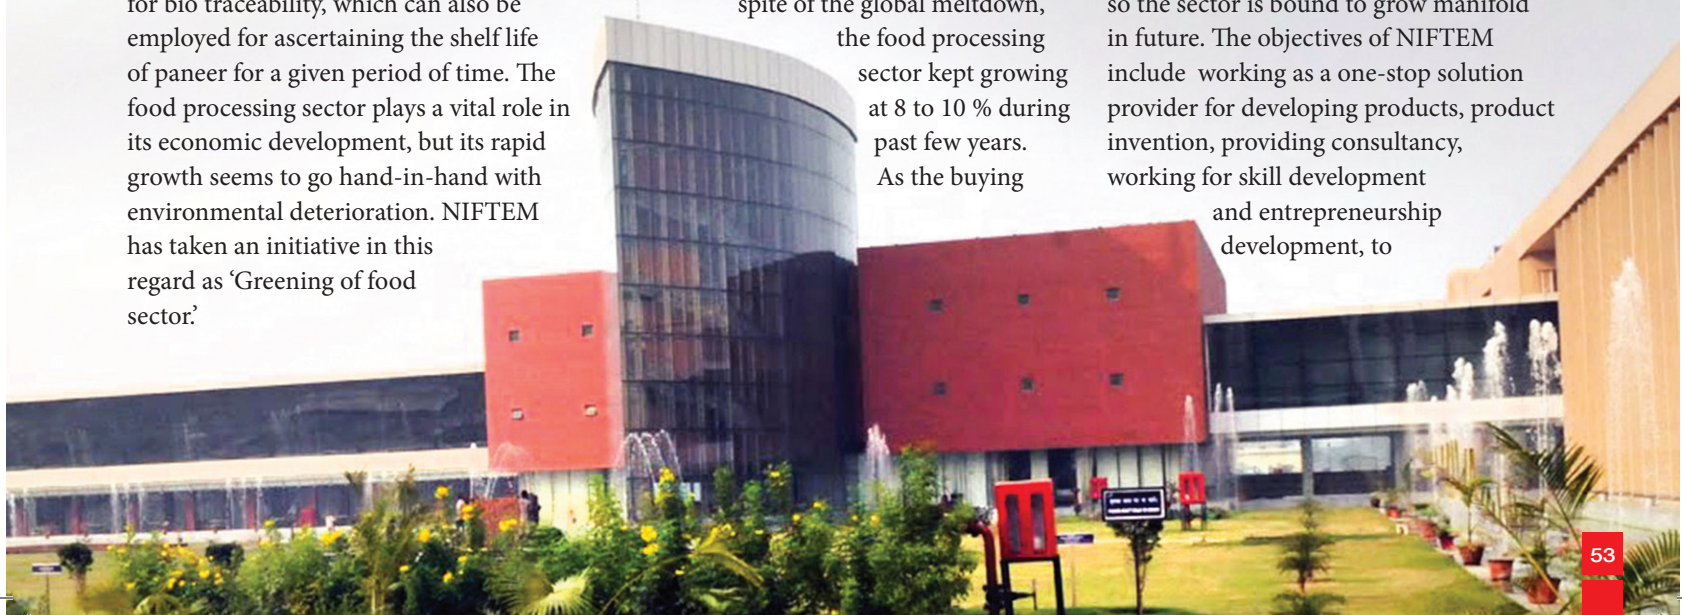 for bio traceability, which can also be
employed for ascertaining the shelf life
of paneer for a given period of time. The
food processing sector plays a vital role in
its economic development, but its rapid
growth seems to go hand-in-hand with
environmental deterioration. NIFTEM
has taken an initiative in this
regard as ‘Greening of food
sector.’
spite of the global meltdown,
the food processing
sector kept growing
at 8 to 10 % during
past few years.
As the buying
so the sector is bound to grow manifold
in future. The objectives of NIFTEM
include  working as a one-stop solution
provider for developing products, product
invention, providing consultancy,
working for skill development
and entrepreneurship
development, to
53